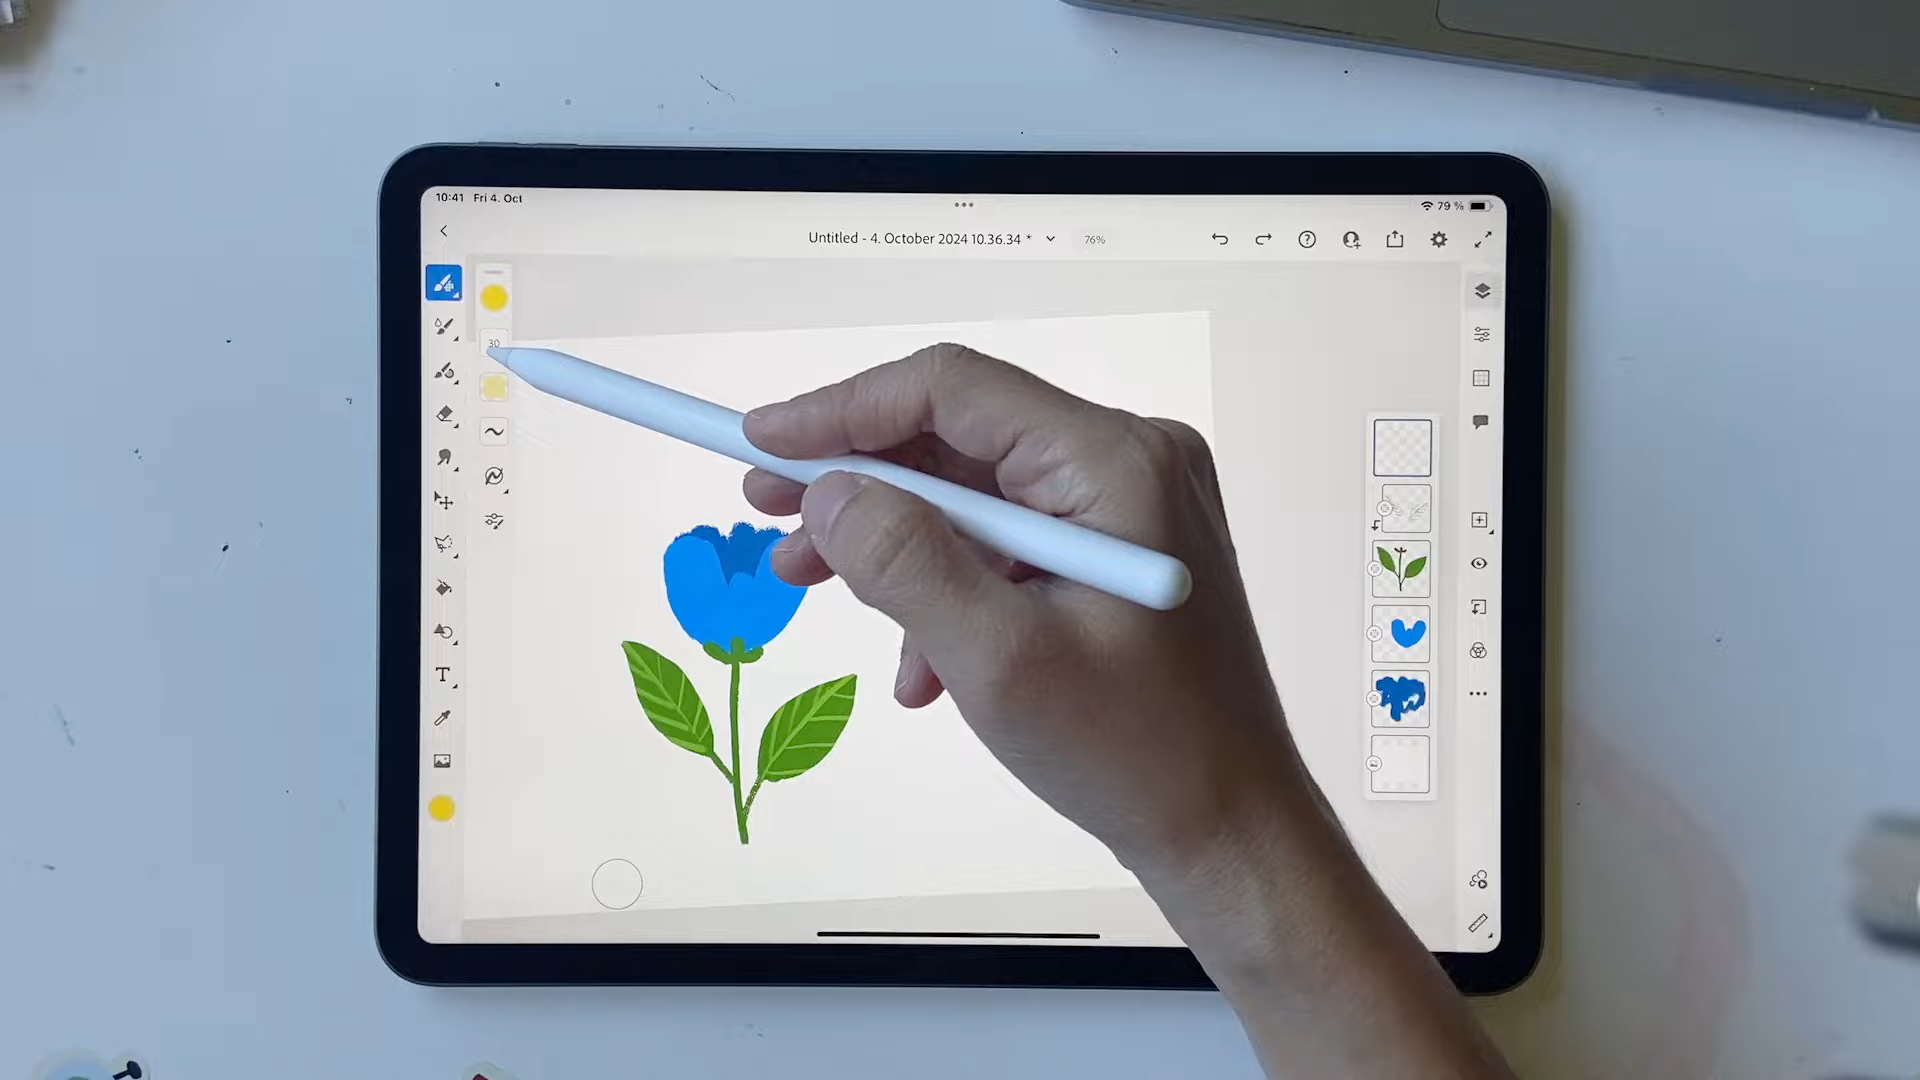 10:41 Fri 4. Oct
79 %
Untitled - 4. October 2024 10.36.34 *
76%
30
T